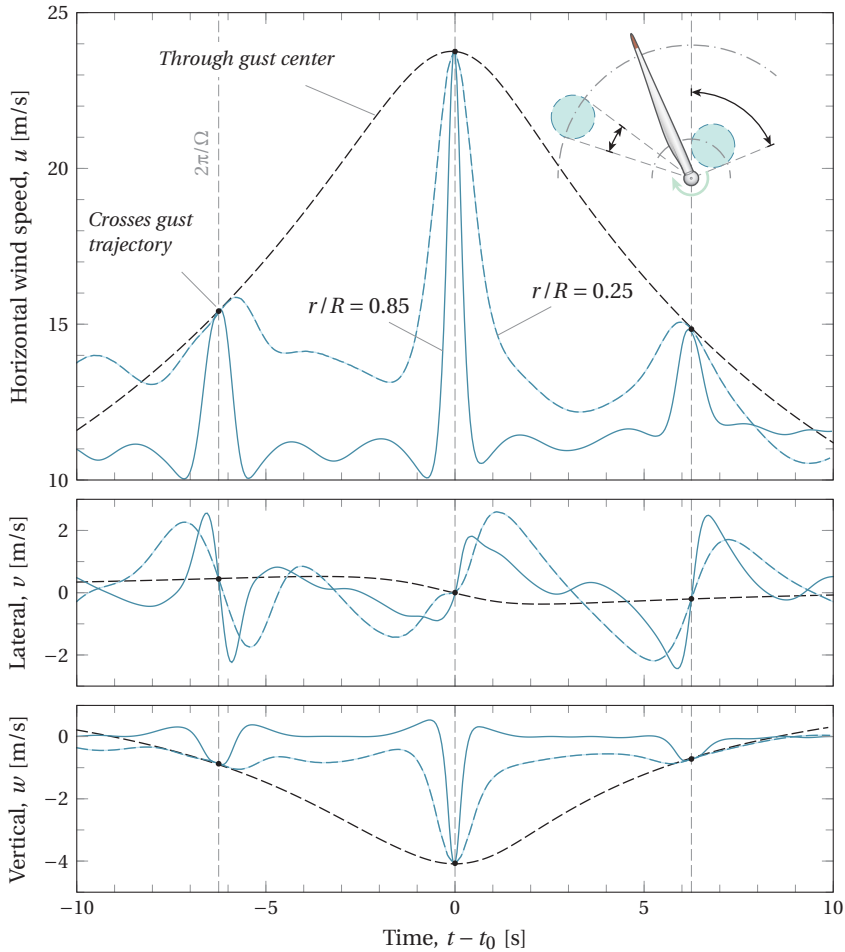 25
20
15
10
Horizontal wind speed, u [m/s]
Through gust center
2π/Ω
Crosses gust
trajectory
r/R = 0.85
r/R = 0.25
2
0
−2
Lateral, v [m/s]
0
−2
−4
Vertical, w [m/s]
−10
−5
0
5
10
Time, t − t₀ [s]